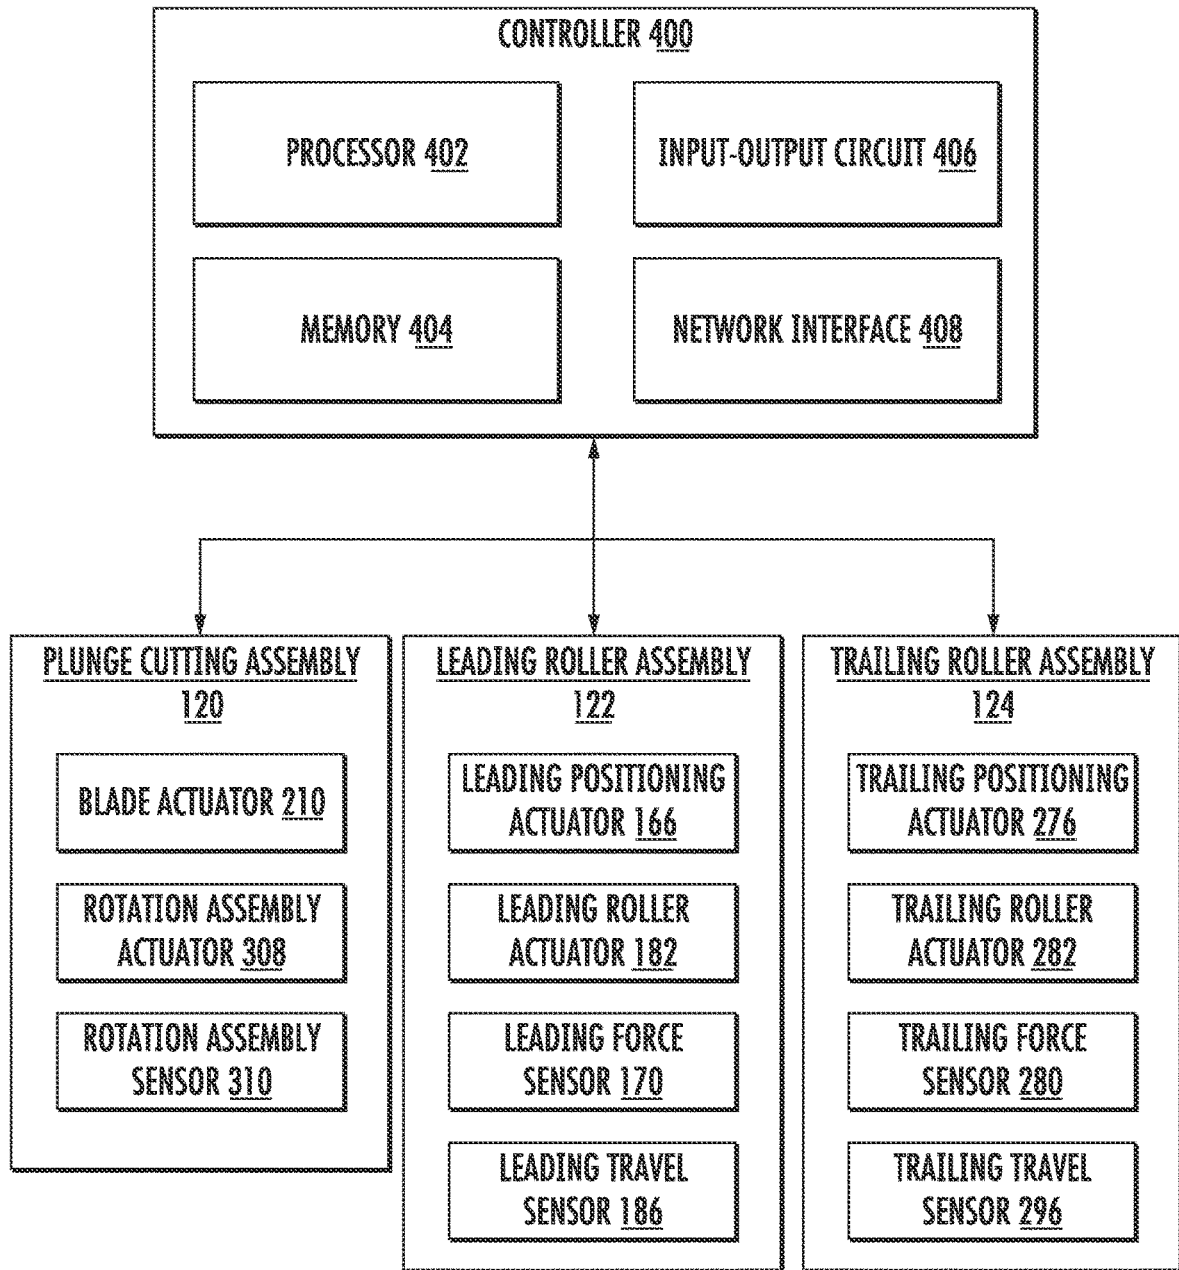 CONTROLLER 400
PROCESSOR 402
INPUT-OUTPUT CIRCUIT 406
MEMORY 404
NETWORK INTERFACE 408
PLUNGE CUTTING ASSEMBLY
120
BLADE ACTUATOR 210
ROTATION ASSEMBLY
ACTUATOR 308
ROTATION ASSEMBLY
SENSOR 310
LEADING ROLLER ASSEMBLY
122
LEADING POSITIONING
ACTUATOR 166
LEADING ROLLER
ACTUATOR 182
LEADING FORCE
SENSOR 170
LEADING TRAVEL
SENSOR 186
TRAILING ROLLER ASSEMBLY
124
TRAILING POSITIONING
ACTUATOR 276
TRAILING ROLLER
ACTUATOR 282
TRAILING FORCE
SENSOR 280
TRAILING TRAVEL
SENSOR 296